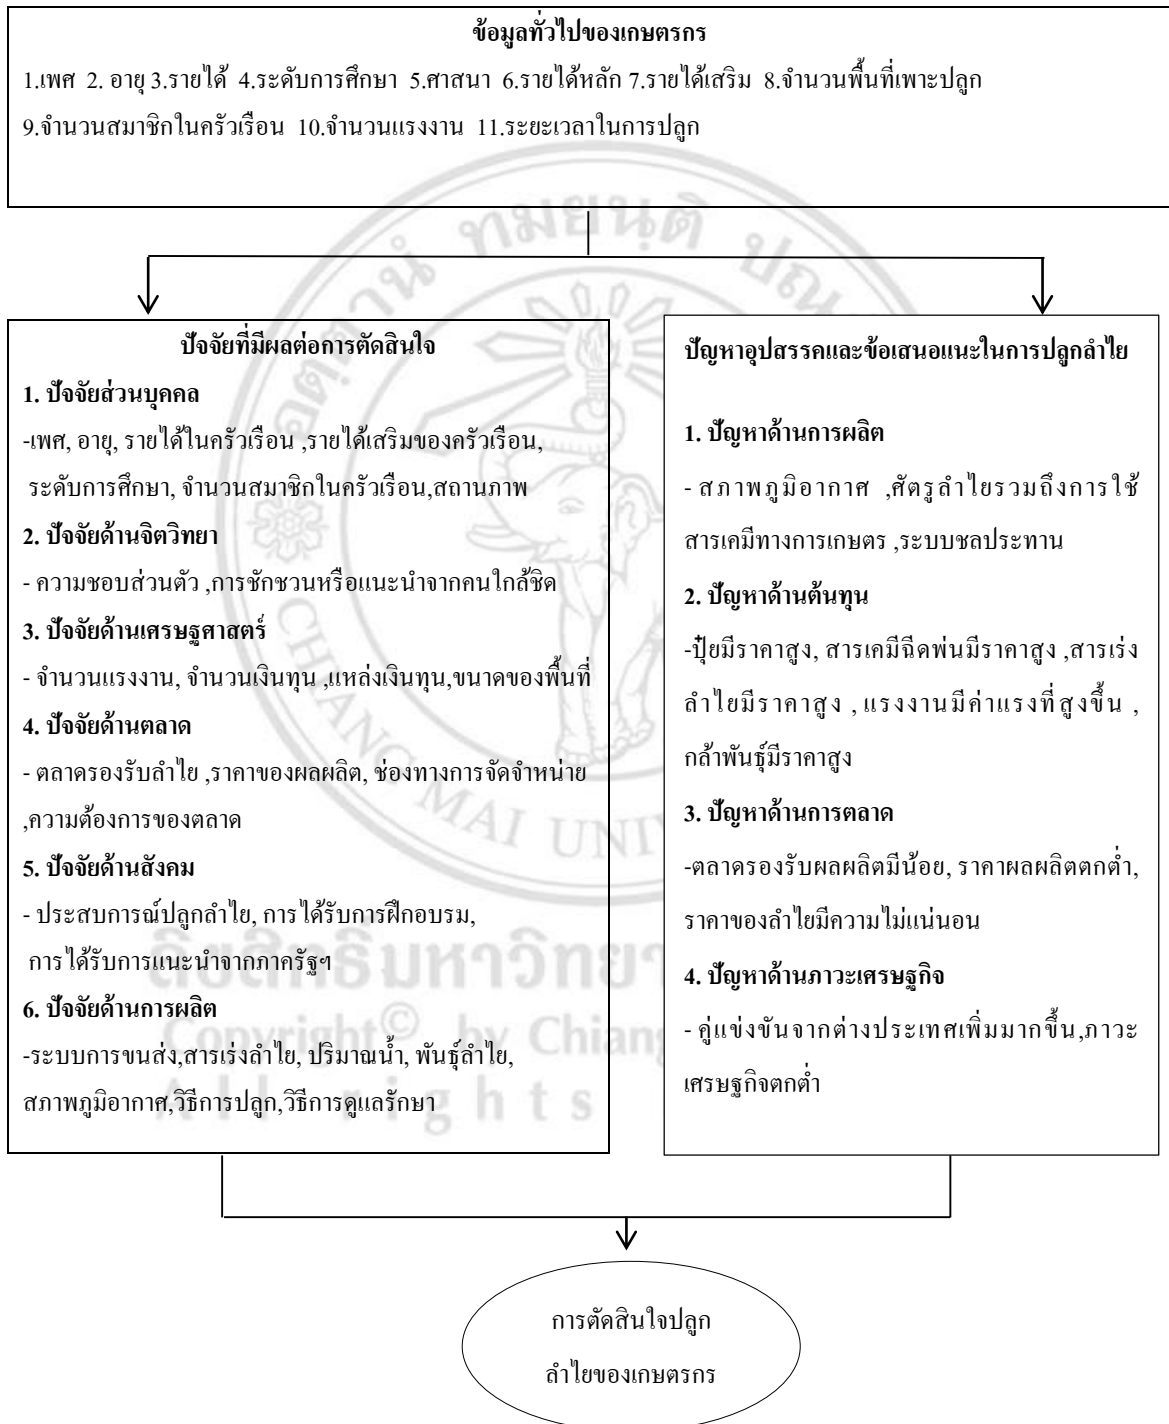 ข้อมูลทั่วไปของเกษตรกร
1.เพศ 2. อายุ 3.รายได้ 4.ระดับการศึกษา 5.ศาสนา 6.รายได้หลัก 7.รายได้เสริม 8.จำนวนพื้นที่เพาะปลูก
9.จำนวนสมาชิกในครัวเรือน 10.จำนวนแรงงาน 11.ระยะเวลาในการปลูก
ปัจจัยที่มีผลต่อการตัดสินใจ
1. ปัจจัยส่วนบุคคล
-เพศ, อายุ, รายได้ในครัวเรือน ,รายได้เสริมของครัวเรือน,
ระดับการศึกษา, จำนวนสมาชิกในครัวเรือน,สถานภาพ
2. ปัจจัยด้านจิตวิทยา
- ความชอบส่วนตัว ,การชักชวนหรือแนะนำจากคนใกล้ชิด
3. ปัจจัยด้านเศรษฐศาสตร์
- จำนวนแรงงาน, จำนวนเงินทุน ,แหล่งเงินทุน,ขนาดของพื้นที่
4. ปัจจัยด้านตลาด
- ตลาดรองรับลำไย ,ราคาของผลผลิต, ช่องทางการจัดจำหน่าย
,ความต้องการของตลาด
5. ปัจจัยด้านสังคม
- ประสบการณ์ปลูกลำไย, การได้รับการฝึกอบรม,
การได้รับการแนะนำจากภาครัฐฯ
6. ปัจจัยด้านการผลิต
-ระบบการขนส่ง,สารเร่งลำไย, ปริมาณน้ำ, พันธุ์ลำไย,
สภาพภูมิอากาศ,วิธีการปลูก,วิธีการดูแลรักษา
ปัญหาอุปสรรคและข้อเสนอแนะในการปลูกลำไย
1. ปัญหาด้านการผลิต
- สภาพภูมิอากาศ ,ศัตรูลำไยรวมถึงการใช้
สารเคมีทางการเกษตร ,ระบบชลประทาน
2. ปัญหาด้านต้นทุน
-ปุ๋ยมีราคาสูง, สารเคมีฉีดพ่นมีราคาสูง ,สารเร่ง
ลำไยมีราคาสูง , แรงงานมีค่าแรงที่สูงขึ้น ,
กล้าพันธุ์มีราคาสูง
3. ปัญหาด้านการตลาด
-ตลาดรองรับผลผลิตมีน้อย, ราคาผลผลิตตกต่ำ,
ราคาของลำไยมีความไม่แน่นอน
4. ปัญหาด้านภาวะเศรษฐกิจ
- คู่แข่งขันจากต่างประเทศเพิ่มมากขึ้น,ภาวะ
เศรษฐกิจตกต่ำ
การตัดสินใจปลูก
ลำไยของเกษตรกร
อตฺตานํ ทมยนฺติ ปณฺ
CHIANG MAI UNI
ลิขสิทธิ์มหาวิทยา
Copyright© by Chiang
All rights